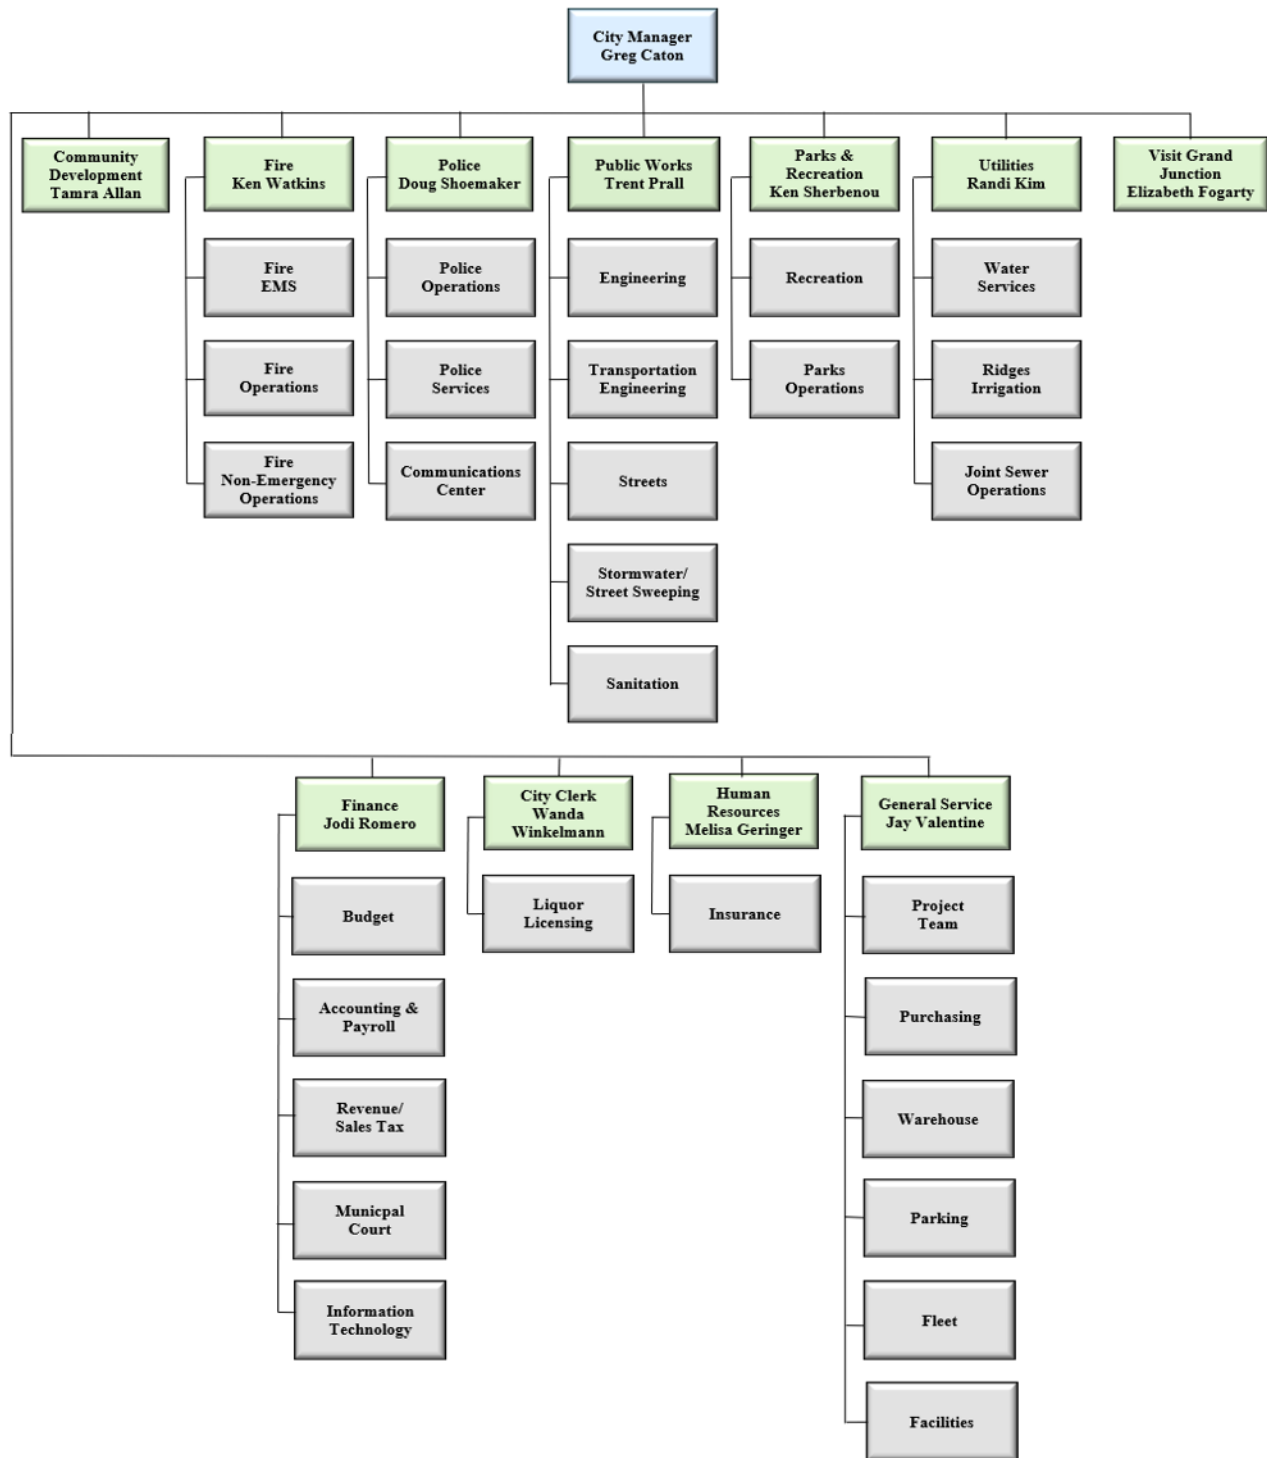 City Manager
Greg Caton
Community
Development
Tamra Allan
Fire
Ken Watkins
Police
Doug Shoemaker
Public Works
Trent Prall
Parks &
Recreation
Ken Sherbenou
Utilities
Randi Kim
Visit Grand
Junction
Elizabeth Fogarty
Fire
EMS
Police
Operations
Engineering
Recreation
Water
Services
Fire
Operations
Police
Services
Transportation
Engineering
Parks
Operations
Ridges
Irrigation
Fire
Non-Emergency
Operations
Communications
Center
Streets
Joint Sewer
Operations
Stormwater/
Street Sweeping
Sanitation
Finance
Jodi Romero
City Clerk
Wanda
Winkelmann
Human
Resources
Melisa Geringer
General Service
Jay Valentine
Budget
Liquor
Licensing
Insurance
Project
Team
Accounting &
Payroll
Purchasing
Revenue/
Sales Tax
Warehouse
Municpal
Court
Parking
Information
Technology
Fleet
Facilities